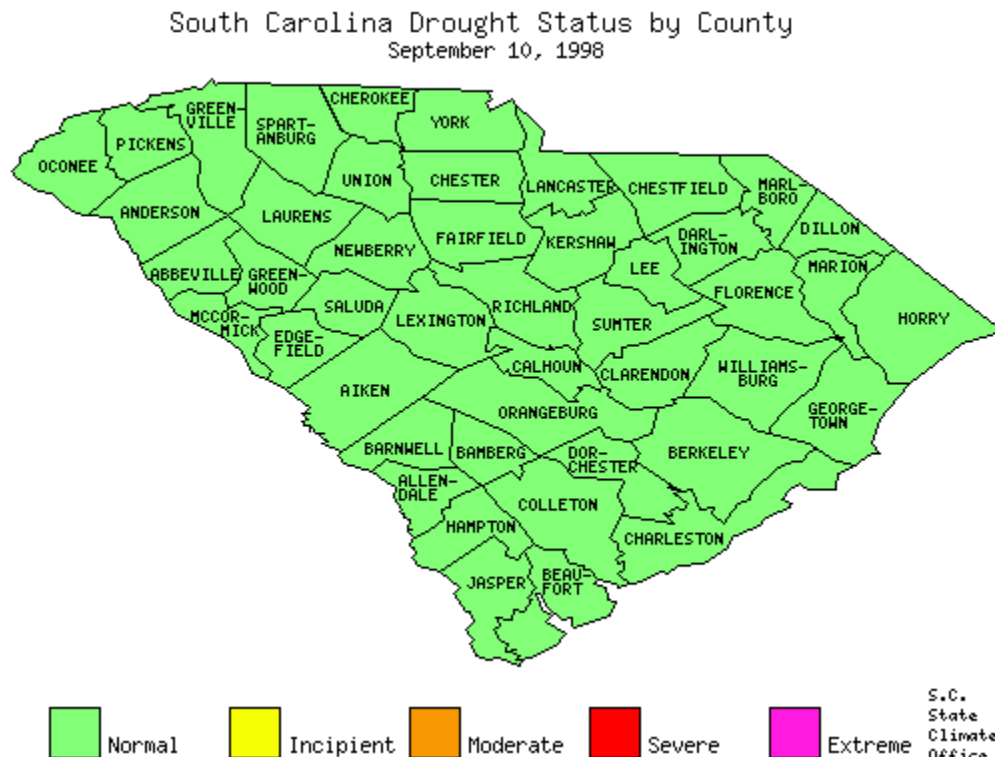 South Carolina Drought Status by County
September 10, 1998
CHEROKEE
GREEN-
VILLE
SPART-
ANBURG
YORK
PICKENS
OCONEE
UNION
CHESTER
LANCASTER
CHESTFIELD
MARL-
BORO
ANDERSON
LAURENS
DILLON
NEWBERRY
FAIRFIELD
KERSHAW
DARL-
INGTON
ABBEVILLE
GREEN-
WOOD
LEE
MARION
SALUDA
RICHLAND
FLORENCE
MCCOR-
MICK
EDGE-
FIELD
LEXINGTON
SUMTER
HORRY
CALHOUN
CLARENDON
WILLIAMS-
BURG
AIKEN
ORANGEBURG
GEORGE-
TOWN
BARNWELL
BAMBERG
DOR-
CHESTER
BERKELEY
ALLEN-
DALE
COLLETON
HAMPTON
CHARLESTON
JASPER
BEAU-
FORT
Normal
Incipient
Moderate
Severe
Extreme
S.C.
State
Climate
Office